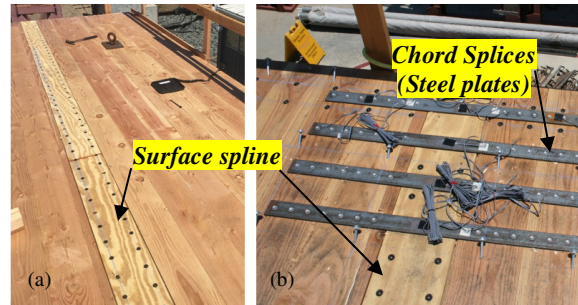 Chord Splices
(Steel plates)
Surface spline
(a)
(b)